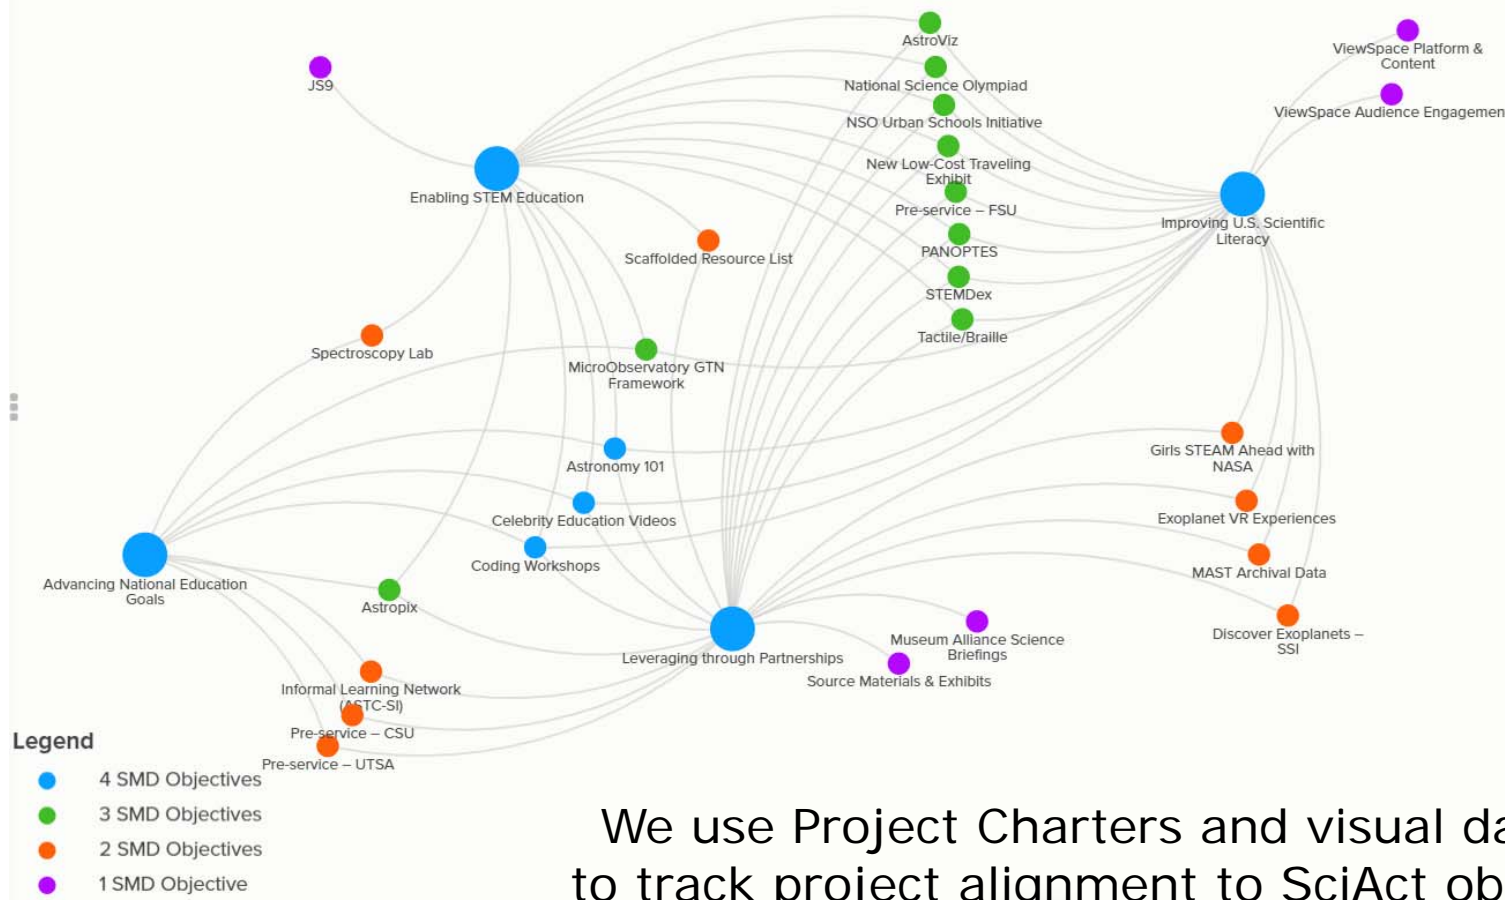 AstroViz
National Science Olympiad
NSO Urban Schools Initiative
New Low-Cost Traveling
Exhibit
Pre-service – FSU
PANOPTES
STEMDex
Tactile/Braille
JS9
ViewSpace Platform &
Content
ViewSpace Audience Engagemen
Enabling STEM Education
Improving U.S. Scientific
Literacy
Scaffolded Resource List
Spectroscopy Lab
MicroObservatory GTN
Framework
Astronomy 101
Celebrity Education Videos
Coding Workshops
Girls STEAM Ahead with
NASA
Exoplanet VR Experiences
MAST Archival Data
Discover Exoplanets –
SSI
Advancing National Education
Goals
Astropix
Leveraging through Partnerships
Museum Alliance Science
Briefings
Source Materials & Exhibits
Informal Learning Network
(ASTC-SI)
Pre-service – CSU
Pre-service – UTSA
Legend
4 SMD Objectives
3 SMD Objectives
2 SMD Objectives
1 SMD Objective
We use Project Charters and visual da
to track project alignment to SciAct ob